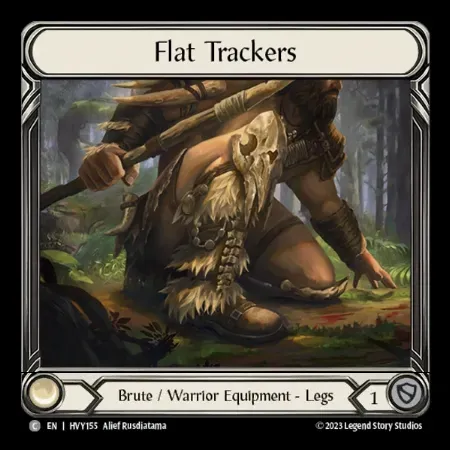 Flat Trackers
Brute / Warrior Equipment - Legs
1
C EN | HVY155 Alief Rusdiatama
© 2023 Legend Story Studios